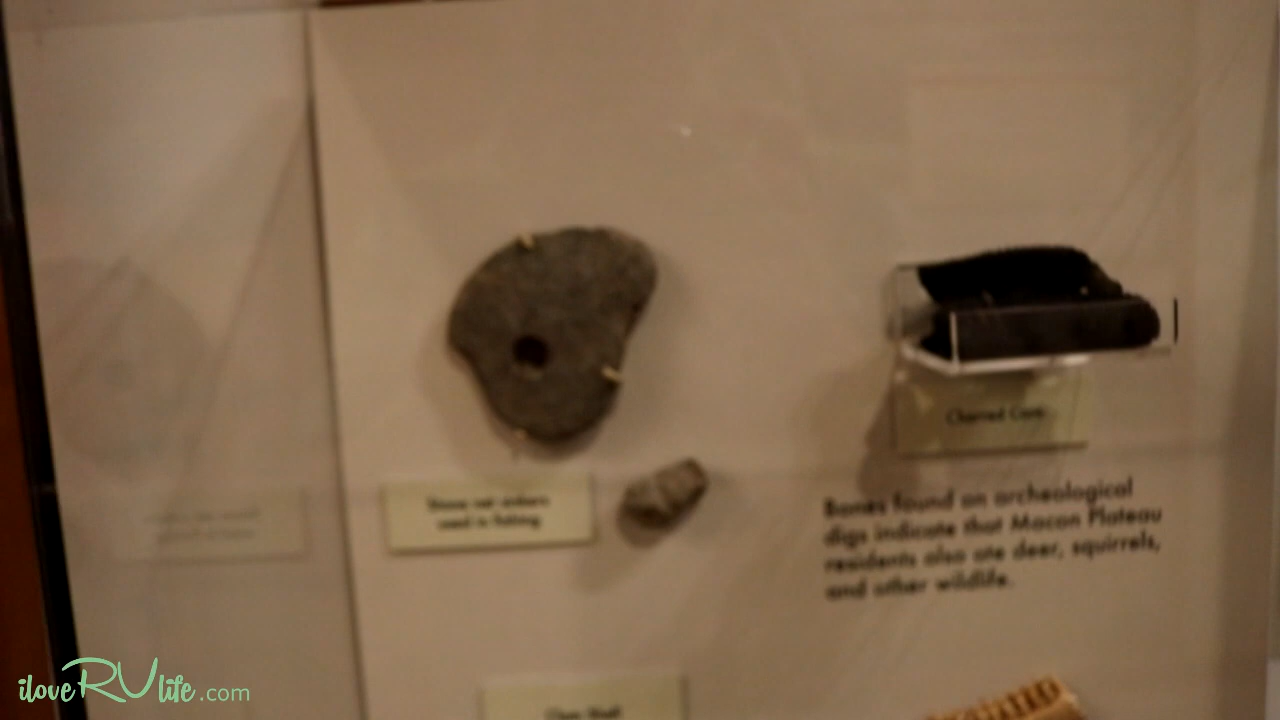 Stone net sinkers
used in fishing
Charred Cane
Bones found on archeological
digs indicate that Macon Plateau
residents also ate deer, squirrels,
and other wildlife.
iloveRVlife.com